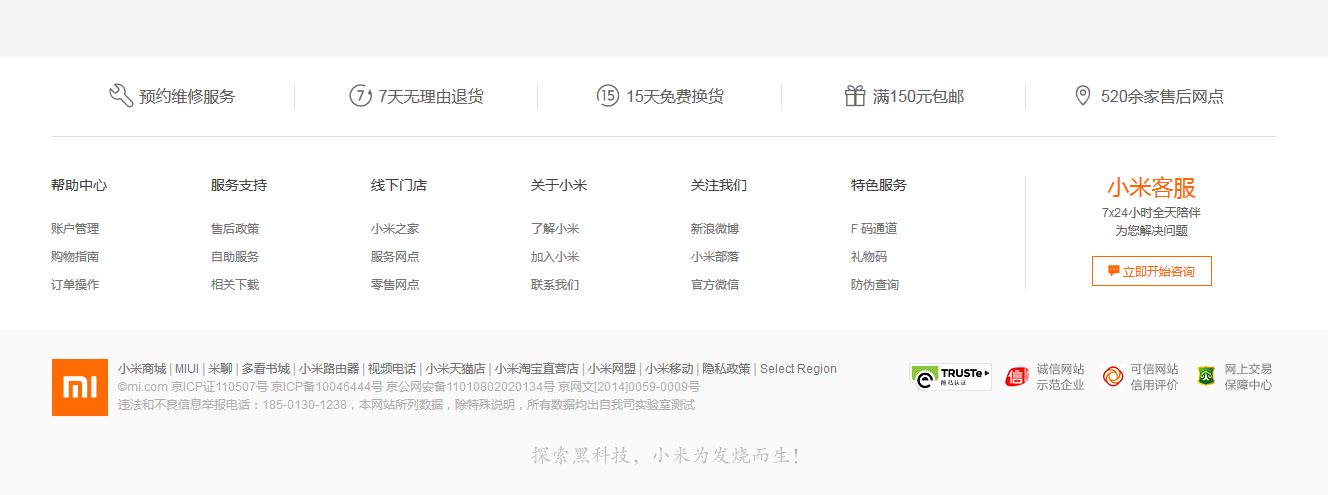 预约维修服务 7天无理由退货 15天免费换货 满150元包邮 520余家售后网点
帮助中心 服务支持 线下门店 关于小米 关注我们 特色服务
账户管理 售后政策 小米之家 了解小米 新浪微博 F 码通道
购物指南 自助服务 服务网点 加入小米 小米部落 礼物码
订单操作 相关下载 零售网点 联系我们 官方微信 防伪查询
小米客服
7x24小时全天陪伴
为您解决问题
立即开始咨询
mi
小米商城 | MIUI | 米聊 | 多看书城 | 小米路由器 | 视频电话 | 小米天猫店 | 小米淘宝直营店 | 小米网盟 | 小米移动 | 隐私政策 | Select Region
©mi.com 京ICP证110507号 京ICP备10046444号 京公网安备11010802020134号 京网文[2014]0059-0009号
违法和不良信息举报电话：185-0130-1238，本网站所列数据，除特殊说明，所有数据均出自我司实验室测试
TRUSTe
隐私认证
信
诚信网站
示范企业
可信网站
信用评价
网上交易
保障中心
探索黑科技，小米为发烧而生！